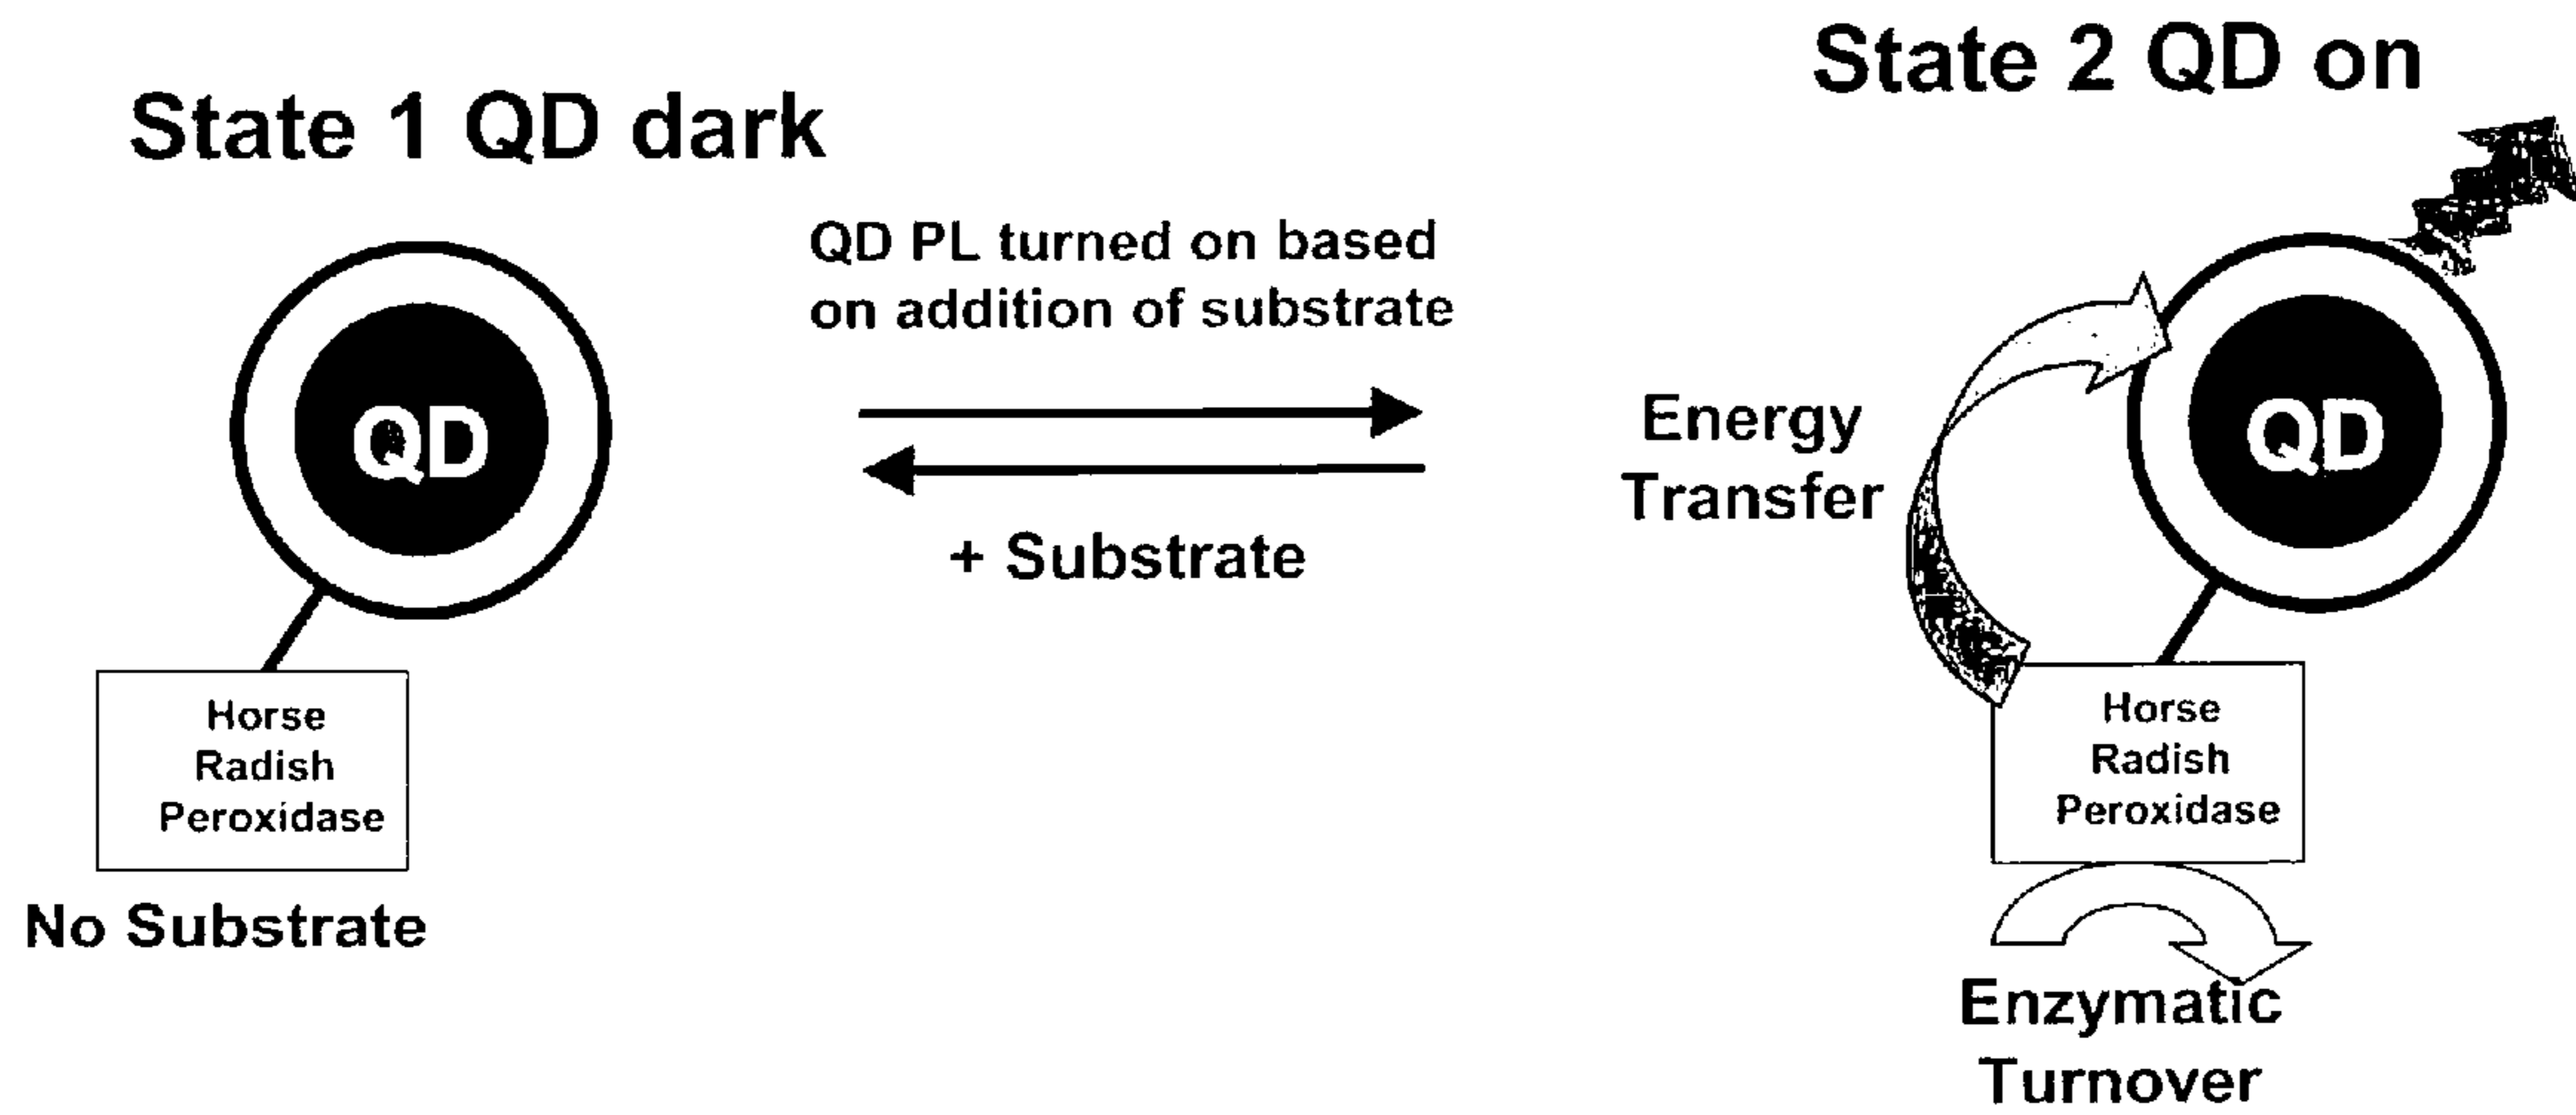 State 1 QD dark
QD
Horse
Radish
Peroxidase
No Substrate
QD PL turned on based
on addition of substrate
+ Substrate
State 2 QD on
Energy
Transfer
QD
Horse
Radish
Peroxidase
Enzymatic
Turnover